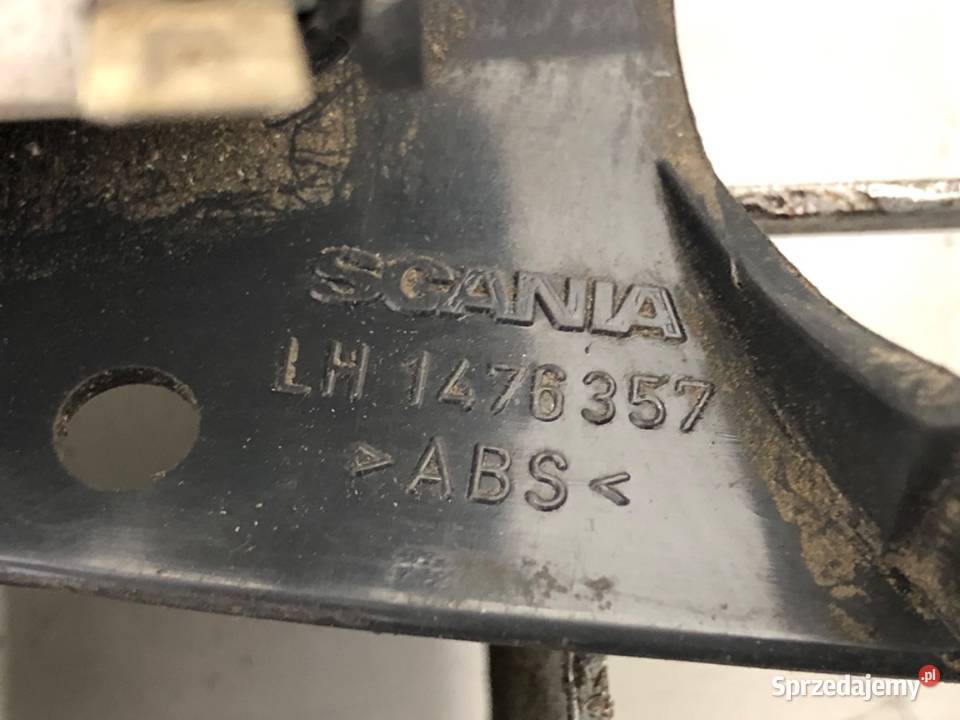 SCANIA
LH 1476357
>ABS<
Sprzedajemy.pl